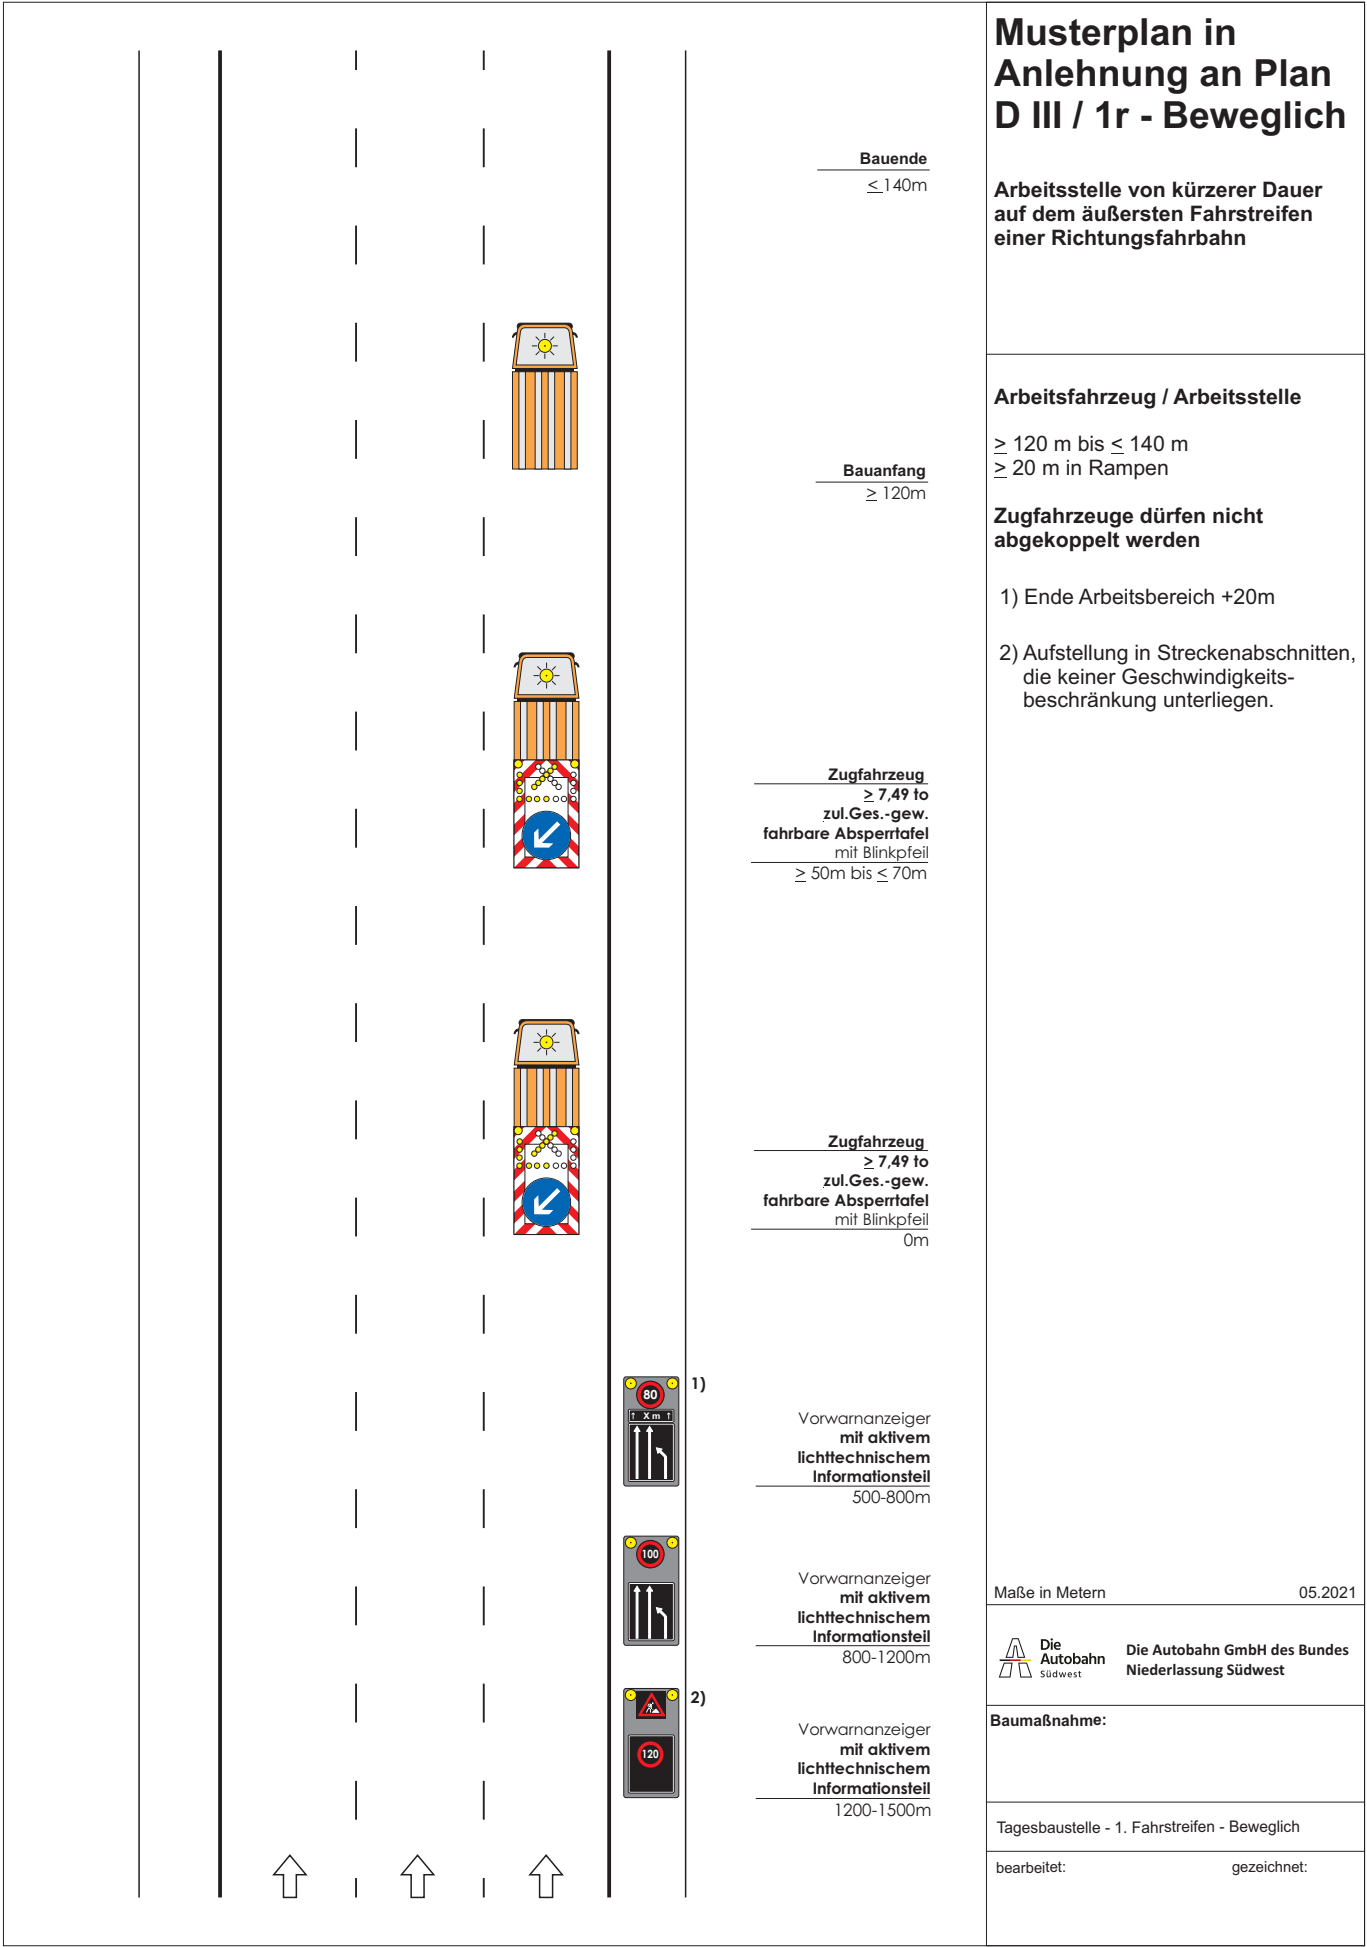 Musterplan in
Anlehnung an Plan
D III / 1r - Beweglich
Arbeitsstelle von kürzerer Dauer
auf dem äußersten Fahrstreifen
einer Richtungsfahrbahn
Arbeitsfahrzeug / Arbeitsstelle
≥ 120 m bis ≤ 140 m
≥ 20 m in Rampen
Zugfahrzeuge dürfen nicht
abgekoppelt werden
1) Ende Arbeitsbereich +20m
2) Aufstellung in Streckenabschnitten,
die keiner Geschwindigkeits-
beschränkung unterliegen.
Bauende
≤ 140m
Bauanfang
≥ 120m
Zugfahrzeug
≥ 7,49 to
zul.Ges.-gew.
fahrbare Absperrtafel
mit Blinkpfeil
≥ 50m bis ≤ 70m
Zugfahrzeug
≥ 7,49 to
zul.Ges.-gew.
fahrbare Absperrtafel
mit Blinkpfeil
0m
80
1)
↑ X m ↑
Vorwarnanzeiger
mit aktivem
lichttechnischem
Informationsteil
500-800m
100
Vorwarnanzeiger
mit aktivem
lichttechnischem
Informationsteil
800-1200m
2)
120
Vorwarnanzeiger
mit aktivem
lichttechnischem
Informationsteil
1200-1500m
Maße in Metern 05.2021
Die
Autobahn
Südwest
Die Autobahn GmbH des Bundes
Niederlassung Südwest
Baumaßnahme:
Tagesbaustelle - 1. Fahrstreifen - Beweglich
bearbeitet: gezeichnet: